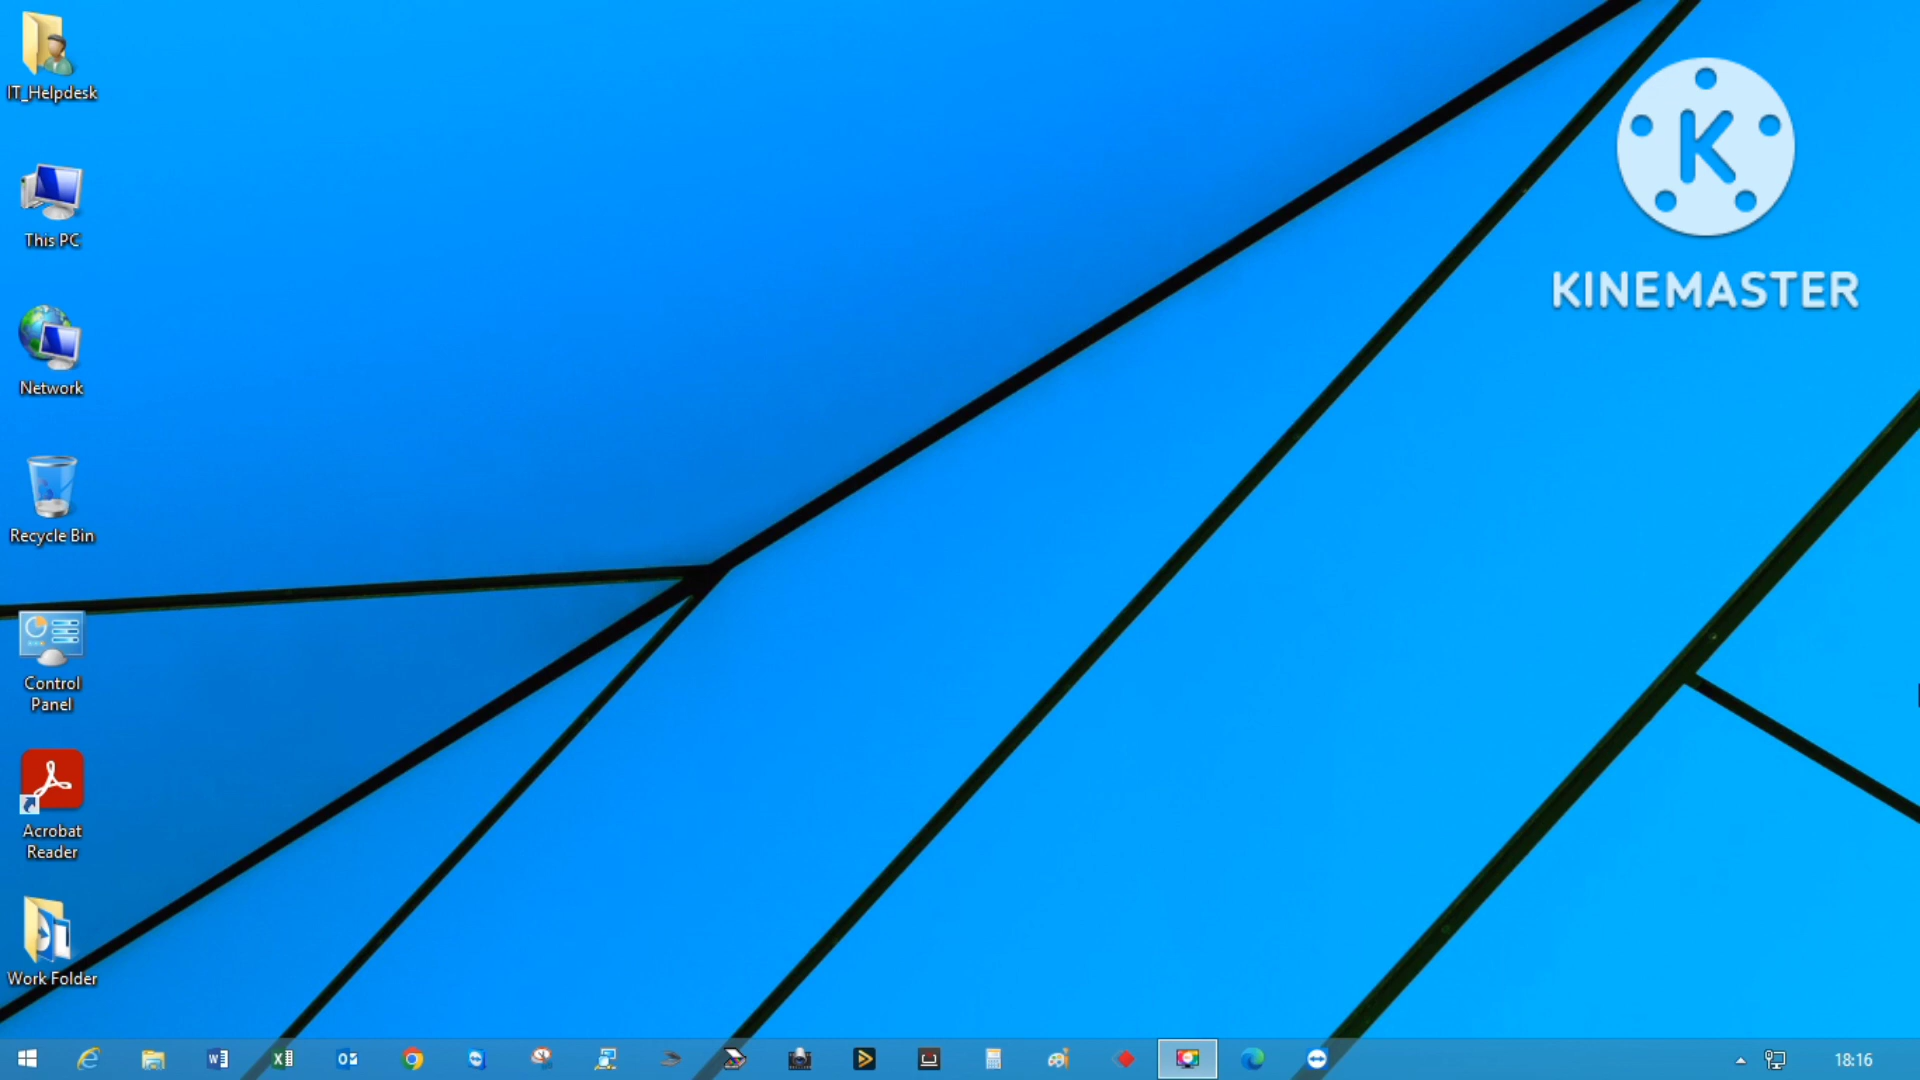 IT_Helpdesk
This PC
Network
Recycle Bin
Control
Panel
Acrobat
Reader
Work Folder
K
KINEMASTER
18:16